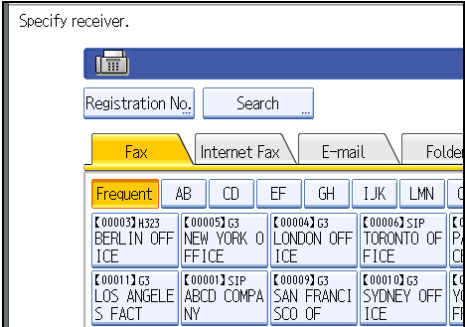 Specify receiver.
Registration No. Search
Fax Internet Fax E-mail Folde
Frequent AB CD EF GH IJK LMN
【00003】H323 【00005】G3 【00004】G3 【00006】SIP
BERLIN OFF NEW YORK O LONDON OFF TORONTO OF
ICE FFICE ICE FICE
【00011】G3 【00001】SIP 【00009】G3 【00010】G3
LOS ANGELE ABCD COMPA SAN FRANCI SYDNEY OFF
S FACT NY SCO OF ICE